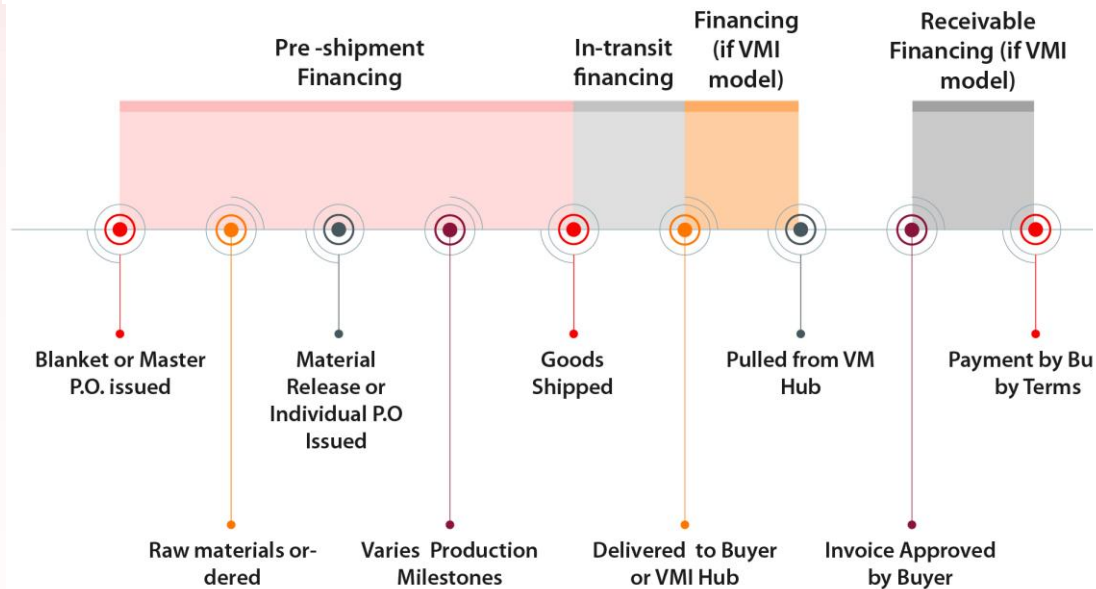 Pre -shipment
Financing
In-transit
financing
Financing
(if VMI
model)
Receivable
Financing (if VMI
model)
Blanket or Master
P.O. issued
Material
Release or
Individual P.O
Issued
Goods
Shipped
Pulled from VM
Hub
Payment by Bu
by Terms
Raw materials or-
dered
Varies Production
Milestones
Delivered to Buyer
or VMI Hub
Invoice Approved
by Buyer